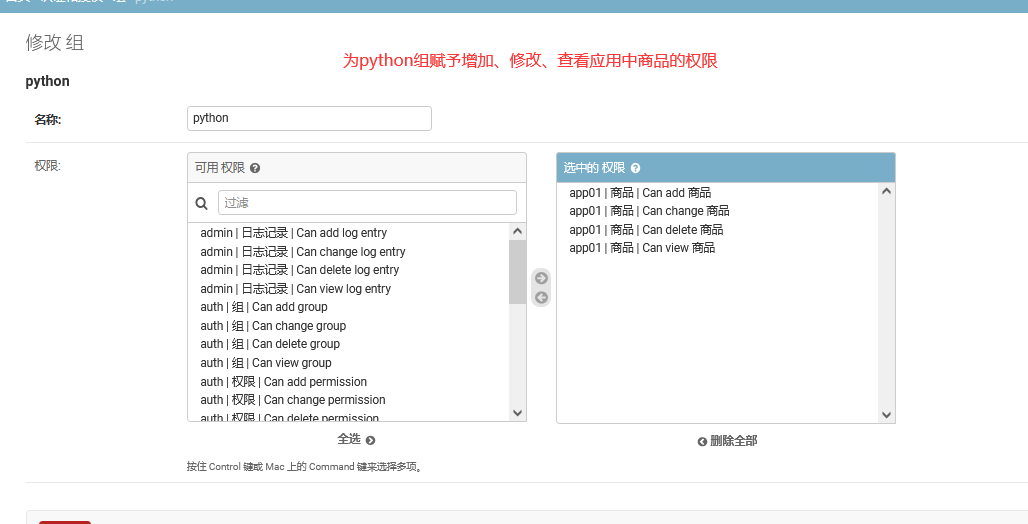 修改 组
为python组赋予增加、修改、查看应用中商品的权限
python
名称:
python
权限:
可用 权限
选中的 权限
过滤
admin | 日志记录 | Can add log entry
admin | 日志记录 | Can change log entry
admin | 日志记录 | Can delete log entry
admin | 日志记录 | Can view log entry
auth | 组 | Can add group
auth | 组 | Can change group
auth | 组 | Can delete group
auth | 组 | Can view group
auth | 权限 | Can add permission
auth | 权限 | Can change permission
auth | 权限 | Can delete permission
app01 | 商品 | Can add 商品
app01 | 商品 | Can change 商品
app01 | 商品 | Can delete 商品
app01 | 商品 | Can view 商品
全选
删除全部
按住 Control 键或 Mac 上的 Command 键来选择多项。